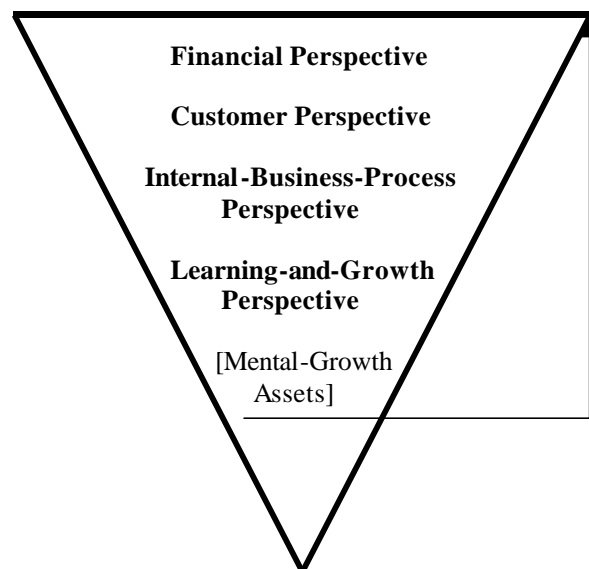 Financial Perspective
Customer Perspective
Internal-Business-Process
Perspective
Learning-and-Growth
Perspective
[Mental-Growth
Assets]